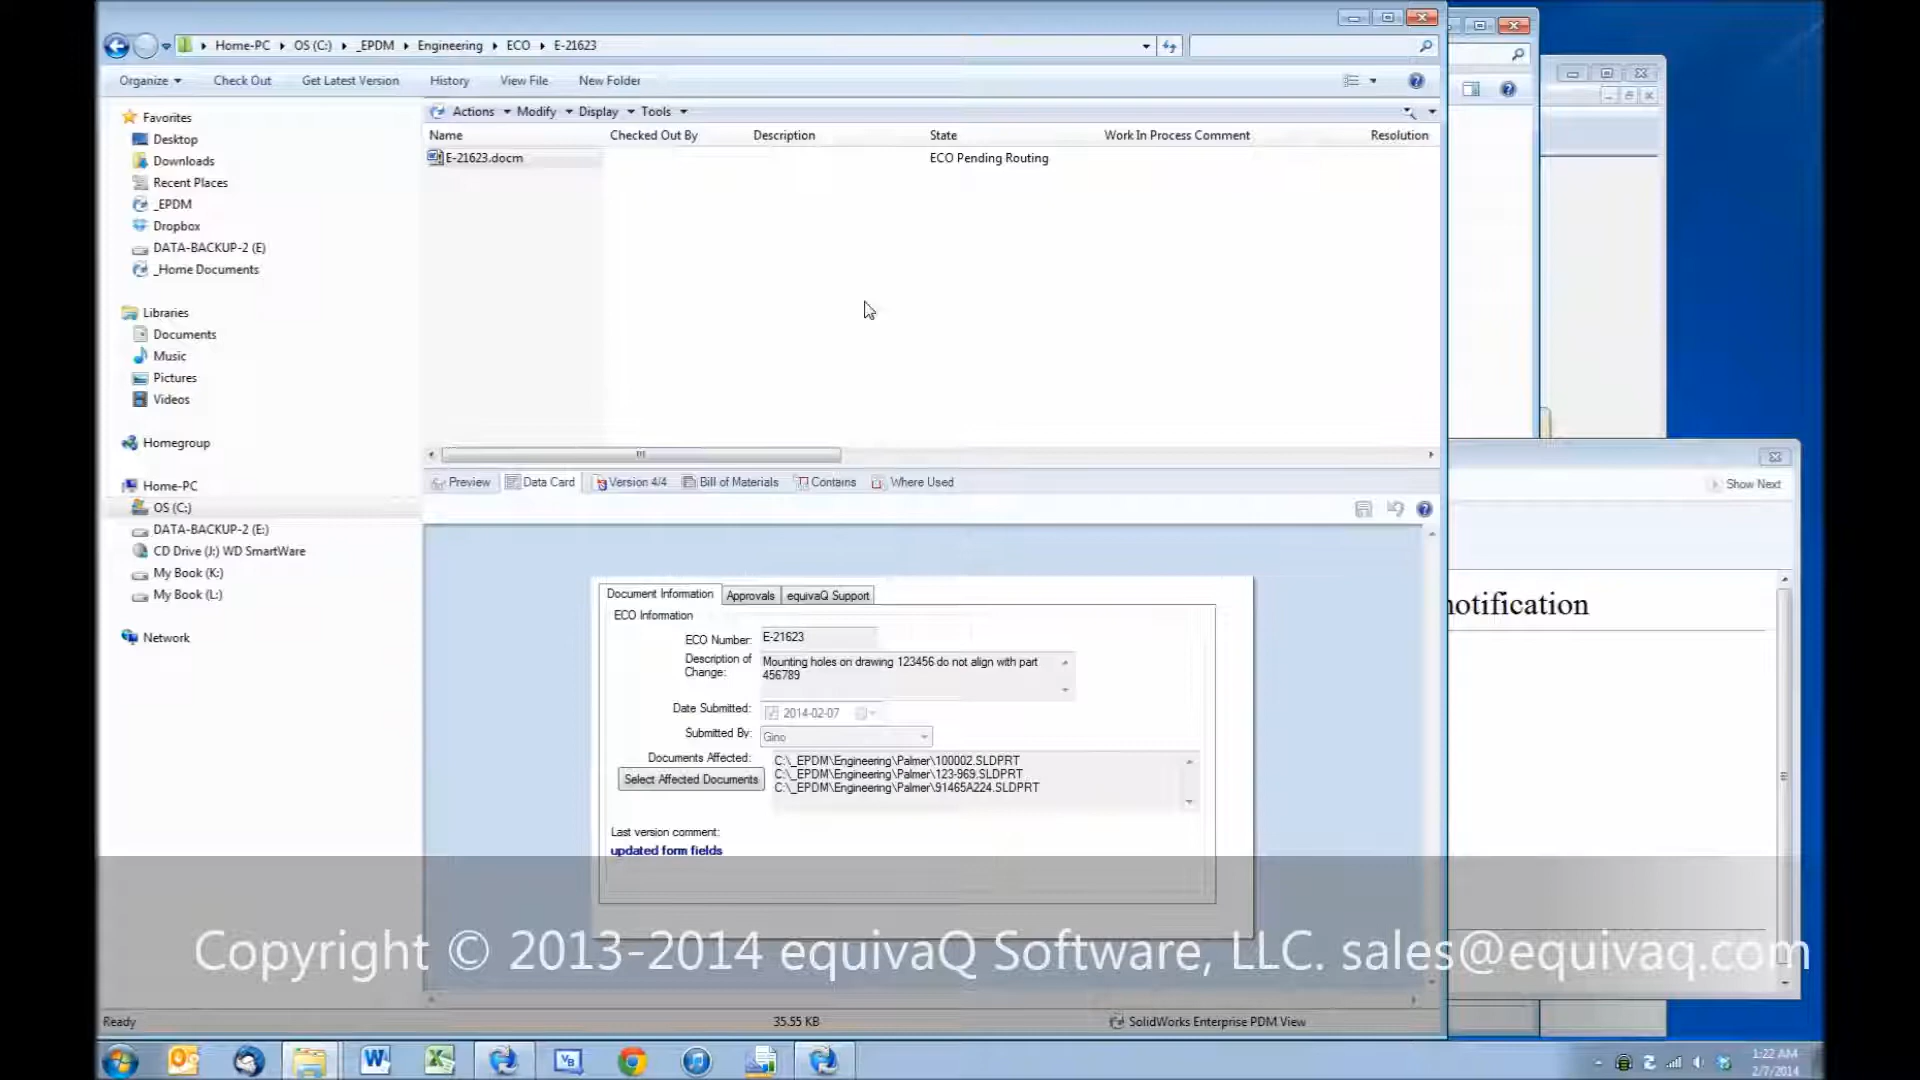 Home-PC OS (C:) _EPDM Engineering ECO E-21623
Organize Check Out Get Latest Version History View File New Folder
Actions Modify Display Tools
Name Checked Out By Description State Work In Process Comment Resolution
E-21623.docm ECO Pending Routing
Favorites
Desktop
Downloads
Recent Places
_EPDM
Dropbox
DATA-BACKUP-2 (E)
_Home Documents
Libraries
Documents
Music
Pictures
Videos
Homegroup
Home-PC
OS (C:)
DATA-BACKUP-2 (E:)
CD Drive (J:) WD SmartWare
My Book (K:)
My Book (L:)
Network
Preview Data Card Version 4/4 Bill of Materials Contains Where Used
Show Next
Document Information Approvals equivaQ Support
ECO Information
ECO Number: E-21623
Description of Change: Mounting holes on drawing 123456 do not align with part
456789
Date Submitted: 2014-02-07
Submitted By: Gino
Documents Affected: C:\_EPDM\Engineering\Palmer\100002.SLDPRT
Select Affected Documents C:\_EPDM\Engineering\Palmer\123-969.SLDPRT
C:\_EPDM\Engineering\Palmer\91465A224.SLDPRT
Last version comment:
updated form fields
notification
Copyright © 2013-2014 equivaQ Software, LLC. sales@equivaq.com
Ready 35.55 KB SolidWorks Enterprise PDM View
1:22 AM
2/7/2014